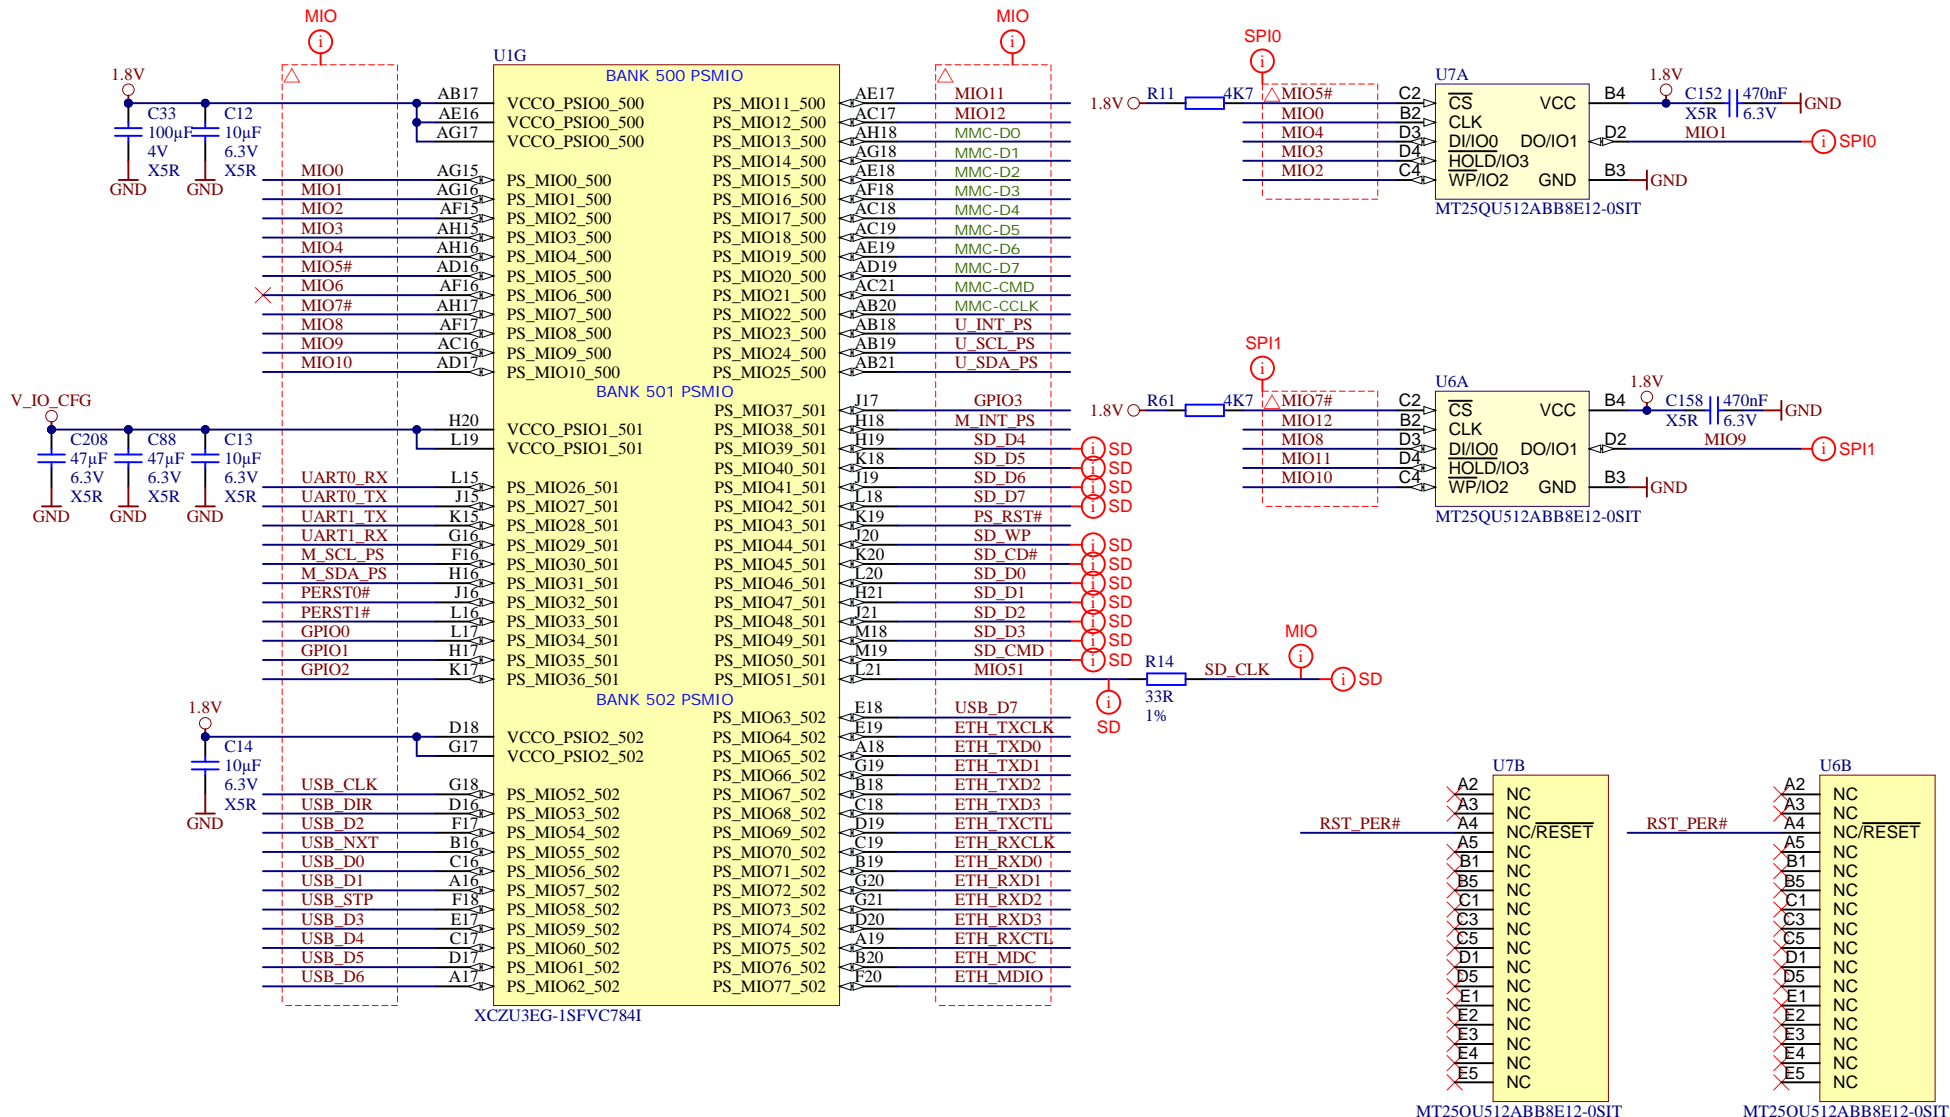 MIO
MIO
U1G
BANK 500 PSMIO
1.8V
C33
100µF
4V
X5R
GND
C12
10µF
6.3V
X5R
GND
AB17 VCCO_PSIO0_500
AE16 VCCO_PSIO0_500
AG17 VCCO_PSIO0_500
MIO0 AG15 PS_MIO0_500
MIO1 AG16 PS_MIO1_500
MIO2 AF15 PS_MIO2_500
MIO3 AH15 PS_MIO3_500
MIO4 AH16 PS_MIO4_500
MIO5# AD16 PS_MIO5_500
MIO6 AF16 PS_MIO6_500
MIO7# AH17 PS_MIO7_500
MIO8 AF17 PS_MIO8_500
MIO9 AC16 PS_MIO9_500
MIO10 AD17 PS_MIO10_500
PS_MIO11_500 AE17 MIO11
PS_MIO12_500 AC17 MIO12
PS_MIO13_500 AH18 MMC-D0
PS_MIO14_500 AG18 MMC-D1
PS_MIO15_500 AE18 MMC-D2
PS_MIO16_500 AF18 MMC-D3
PS_MIO17_500 AC18 MMC-D4
PS_MIO18_500 AC19 MMC-D5
PS_MIO19_500 AE19 MMC-D6
PS_MIO20_500 AD19 MMC-D7
PS_MIO21_500 AC21 MMC-CMD
PS_MIO22_500 AB20 MMC-CCLK
PS_MIO23_500 AB18 U_INT_PS
PS_MIO24_500 AB19 U_SCL_PS
PS_MIO25_500 AB21 U_SDA_PS
BANK 501 PSMIO
V_IO_CFG
C208
47µF
6.3V
X5R
GND
C88
47µF
6.3V
X5R
GND
C13
10µF
6.3V
X5R
GND
H20 VCCO_PSIO1_501
L19 VCCO_PSIO1_501
UART0_RX L15 PS_MIO26_501
UART0_TX J15 PS_MIO27_501
UART1_TX K15 PS_MIO28_501
UART1_RX G16 PS_MIO29_501
M_SCL_PS F16 PS_MIO30_501
M_SDA_PS H16 PS_MIO31_501
PERST0# J16 PS_MIO32_501
PERST1# L16 PS_MIO33_501
GPIO0 L17 PS_MIO34_501
GPIO1 H17 PS_MIO35_501
GPIO2 K17 PS_MIO36_501
PS_MIO37_501 J17 GPIO3
PS_MIO38_501 H18 M_INT_PS
PS_MIO39_501 H19 SD_D4 i SD
PS_MIO40_501 K18 SD_D5 i SD
PS_MIO41_501 J19 SD_D6 i SD
PS_MIO42_501 L18 SD_D7 i SD
PS_MIO43_501 K19 PS_RST#
PS_MIO44_501 J20 SD_WP i SD
PS_MIO45_501 K20 SD_CD# i SD
PS_MIO46_501 L20 SD_D0 i SD
PS_MIO47_501 H21 SD_D1 i SD
PS_MIO48_501 J21 SD_D2 i SD
PS_MIO49_501 M18 SD_D3 i SD
PS_MIO50_501 M19 SD_CMD i SD
PS_MIO51_501 L21 MIO51
i SD
R14
33R
1%
SD_CLK
MIO i
i SD
BANK 502 PSMIO
1.8V
C14
10µF
6.3V
X5R
GND
D18 VCCO_PSIO2_502
G17 VCCO_PSIO2_502
USB_CLK G18 PS_MIO52_502
USB_DIR D16 PS_MIO53_502
USB_D2 F17 PS_MIO54_502
USB_NXT B16 PS_MIO55_502
USB_D0 C16 PS_MIO56_502
USB_D1 A16 PS_MIO57_502
USB_STP F18 PS_MIO58_502
USB_D3 E17 PS_MIO59_502
USB_D4 C17 PS_MIO60_502
USB_D5 D17 PS_MIO61_502
USB_D6 A17 PS_MIO62_502
PS_MIO63_502 E18 USB_D7
PS_MIO64_502 E19 ETH_TXCLK
PS_MIO65_502 A18 ETH_TXD0
PS_MIO66_502 G19 ETH_TXD1
PS_MIO67_502 B18 ETH_TXD2
PS_MIO68_502 C18 ETH_TXD3
PS_MIO69_502 D19 ETH_TXCTL
PS_MIO70_502 C19 ETH_RXCLK
PS_MIO71_502 B19 ETH_RXD0
PS_MIO72_502 G20 ETH_RXD1
PS_MIO73_502 G21 ETH_RXD2
PS_MIO74_502 D20 ETH_RXD3
PS_MIO75_502 A19 ETH_RXCTL
PS_MIO76_502 B20 ETH_MDC
PS_MIO77_502 F20 ETH_MDIO
XCZU3EG-1SFVC784I
SPI0
i
U7A
1.8V R11 4K7 MIO5# C2 CS
MIO0 B2 CLK
MIO4 D3 DI/IO0
MIO3 D4 HOLD/IO3
MIO2 C4 WP/IO2
VCC B4 1.8V C152 470nF GND
X5R 6.3V
DO/IO1 D2 MIO1 i SPI0
GND B3 GND
MT25QU512ABB8E12-0SIT
SPI1
i
U6A
1.8V R61 4K7 MIO7# C2 CS
MIO12 B2 CLK
MIO8 D3 DI/IO0
MIO11 D4 HOLD/IO3
MIO10 C4 WP/IO2
VCC B4 1.8V C158 470nF GND
X5R 6.3V
DO/IO1 D2 MIO9 i SPI1
GND B3 GND
MT25QU512ABB8E12-0SIT
U7B
A2 NC
A3 NC
RST_PER# A4 NC/RESET
A5 NC
B1 NC
B5 NC
C1 NC
C3 NC
C5 NC
D1 NC
D5 NC
E1 NC
E2 NC
E3 NC
E4 NC
E5 NC
MT25QU512ABB8E12-0SIT
U6B
A2 NC
A3 NC
RST_PER# A4 NC/RESET
A5 NC
B1 NC
B5 NC
C1 NC
C3 NC
C5 NC
D1 NC
D5 NC
E1 NC
E2 NC
E3 NC
E4 NC
E5 NC
MT25QU512ABB8E12-0SIT